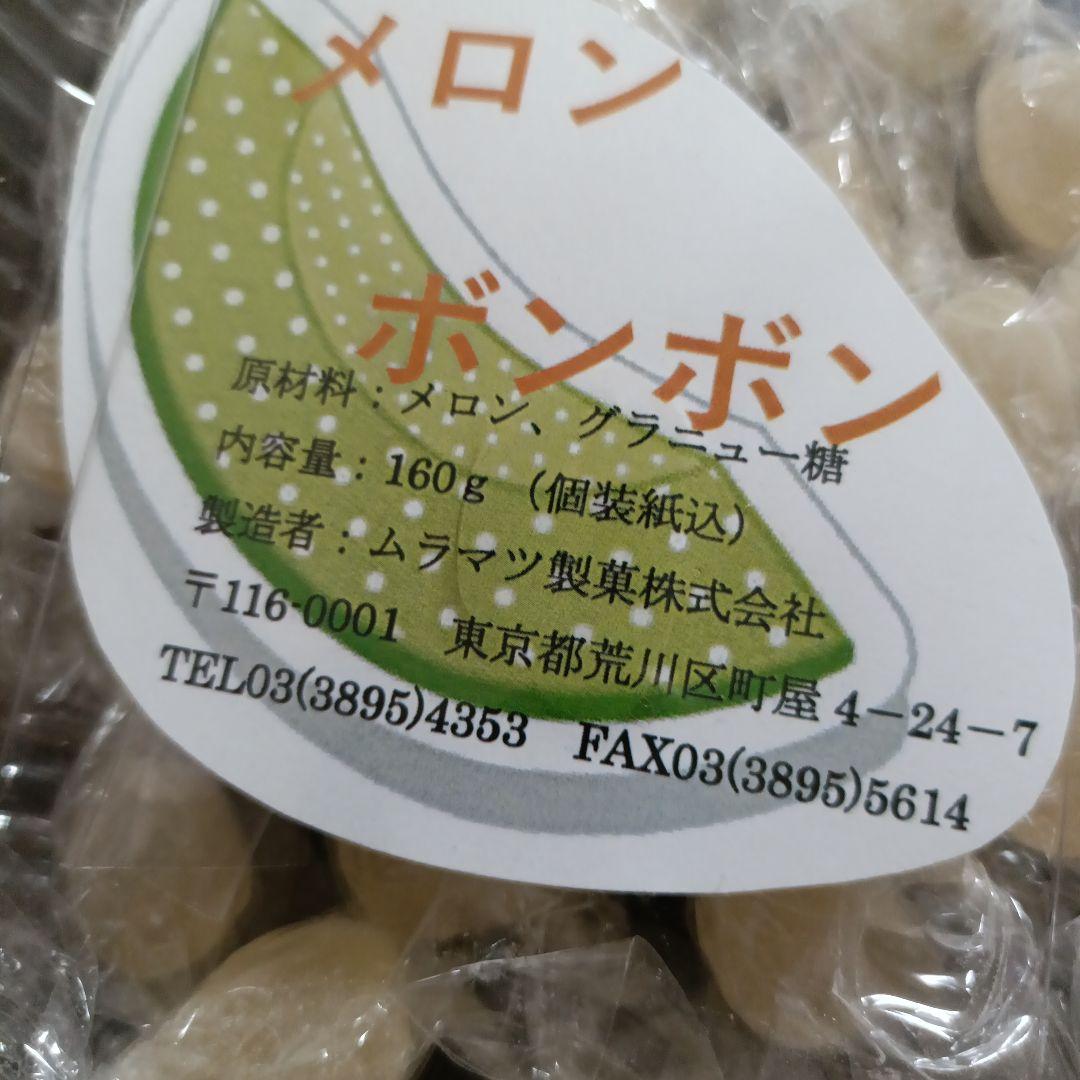 メロン
ボンボン
原材料：メロン、グラニュー糖
内容量：160ｇ （個装紙込）
製造者：ムラマツ製菓株式会社
〒116-0001 東京都荒川区町屋4－24－7
TEL03(3895)4353 FAX03(3895)5614